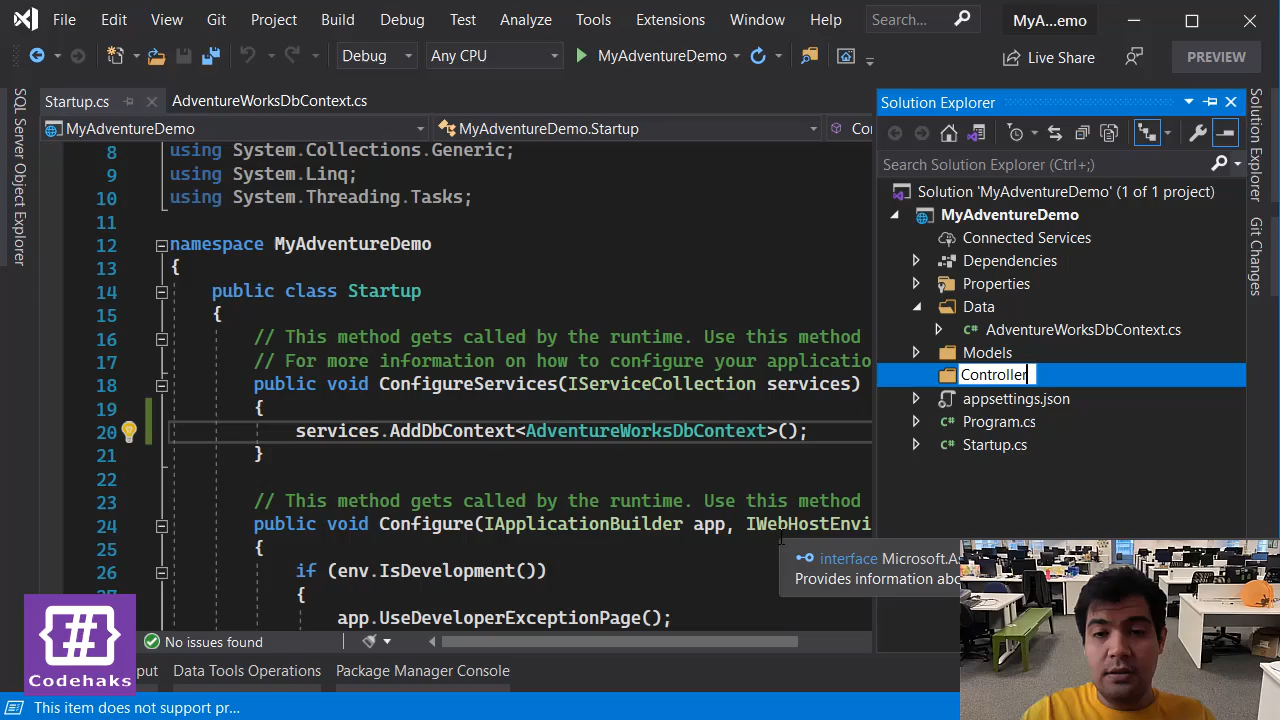 File Edit View Git Project Build Debug Test Analyze Tools Extensions Window Help Search... MyA...emo
Debug Any CPU MyAdventureDemo Live Share PREVIEW
SQL Server Object Explorer
Startup.cs AdventureWorksDbContext.cs
MyAdventureDemo MyAdventureDemo.Startup Con
8 using System.Collections.Generic;
9 using System.Linq;
10 using System.Threading.Tasks;
11
12 namespace MyAdventureDemo
13 {
14 public class Startup
15 {
16 // This method gets called by the runtime. Use this method
17 // For more information on how to configure your applicatio
18 public void ConfigureServices(IServiceCollection services)
19 {
20 services.AddDbContext<AdventureWorksDbContext>();
21 }
22
23 // This method gets called by the runtime. Use this method
24 public void Configure(IApplicationBuilder app, IWebHostEnvi
25 {
26 if (env.IsDevelopment())
27 {
app.UseDeveloperExceptionPage();
interface Microsoft.As
Provides information abo
Solution Explorer
Search Solution Explorer (Ctrl+;)
Solution 'MyAdventureDemo' (1 of 1 project)
MyAdventureDemo
Connected Services
Dependencies
Properties
Data
AdventureWorksDbContext.cs
Models
Controller
appsettings.json
Program.cs
Startup.cs
Solution Explorer
Git Changes
No issues found
Codehaks
put Data Tools Operations Package Manager Console
This item does not support pr...